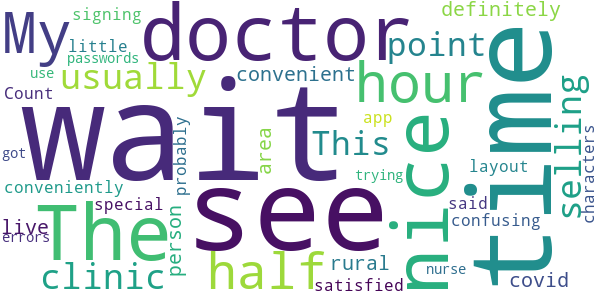 signing
definitely
My
doctor
little
point
passwords
usually
convenient
hour
use
Count
wait
time
nice
selling
app
This
area
probably
characters
got
trying
layout
conveniently
see
special
The
person
said
confusing
live
errors
rural
half
nurse
clinic
satisfied
covid